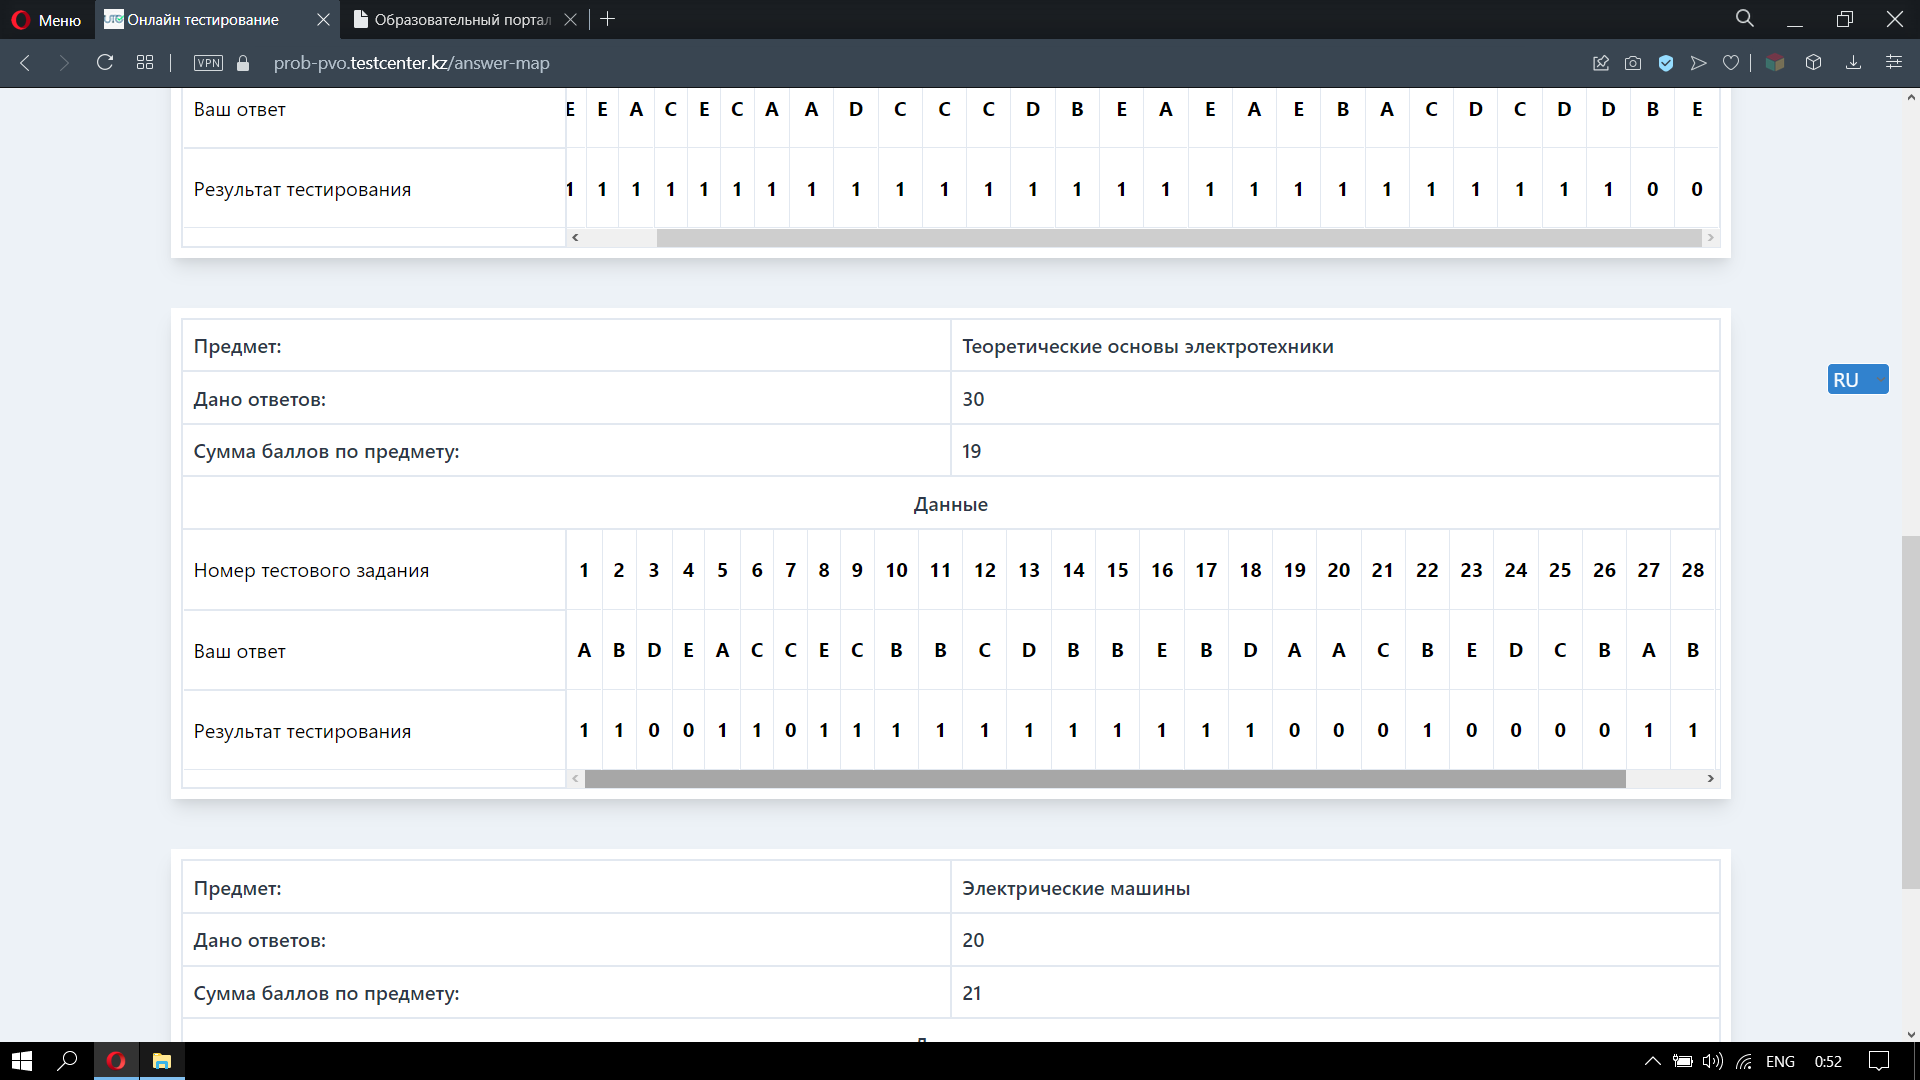 Меню
Онлайн тестирование
Образовательный портал
VPN
prob-pvo.testcenter.kz/answer-map
Ваш ответ E E A C E C A A D C C C D B E A E A E B A C D C D D B E
Результат тестирования 1 1 1 1 1 1 1 1 1 1 1 1 1 1 1 1 1 1 1 1 1 1 1 1 1 1 0 0
Предмет: Теоретические основы электротехники
Дано ответов: 30
Сумма баллов по предмету: 19
Данные
Номер тестового задания 1 2 3 4 5 6 7 8 9 10 11 12 13 14 15 16 17 18 19 20 21 22 23 24 25 26 27 28
Ваш ответ A B D E A C C E C B B C D B B E B D A A C B E D C B A B
Результат тестирования 1 1 0 0 1 1 0 1 1 1 1 1 1 1 1 1 1 1 0 0 0 1 0 0 0 0 1 1
RU
Предмет: Электрические машины
Дано ответов: 20
Сумма баллов по предмету: 21
ENG
0:52